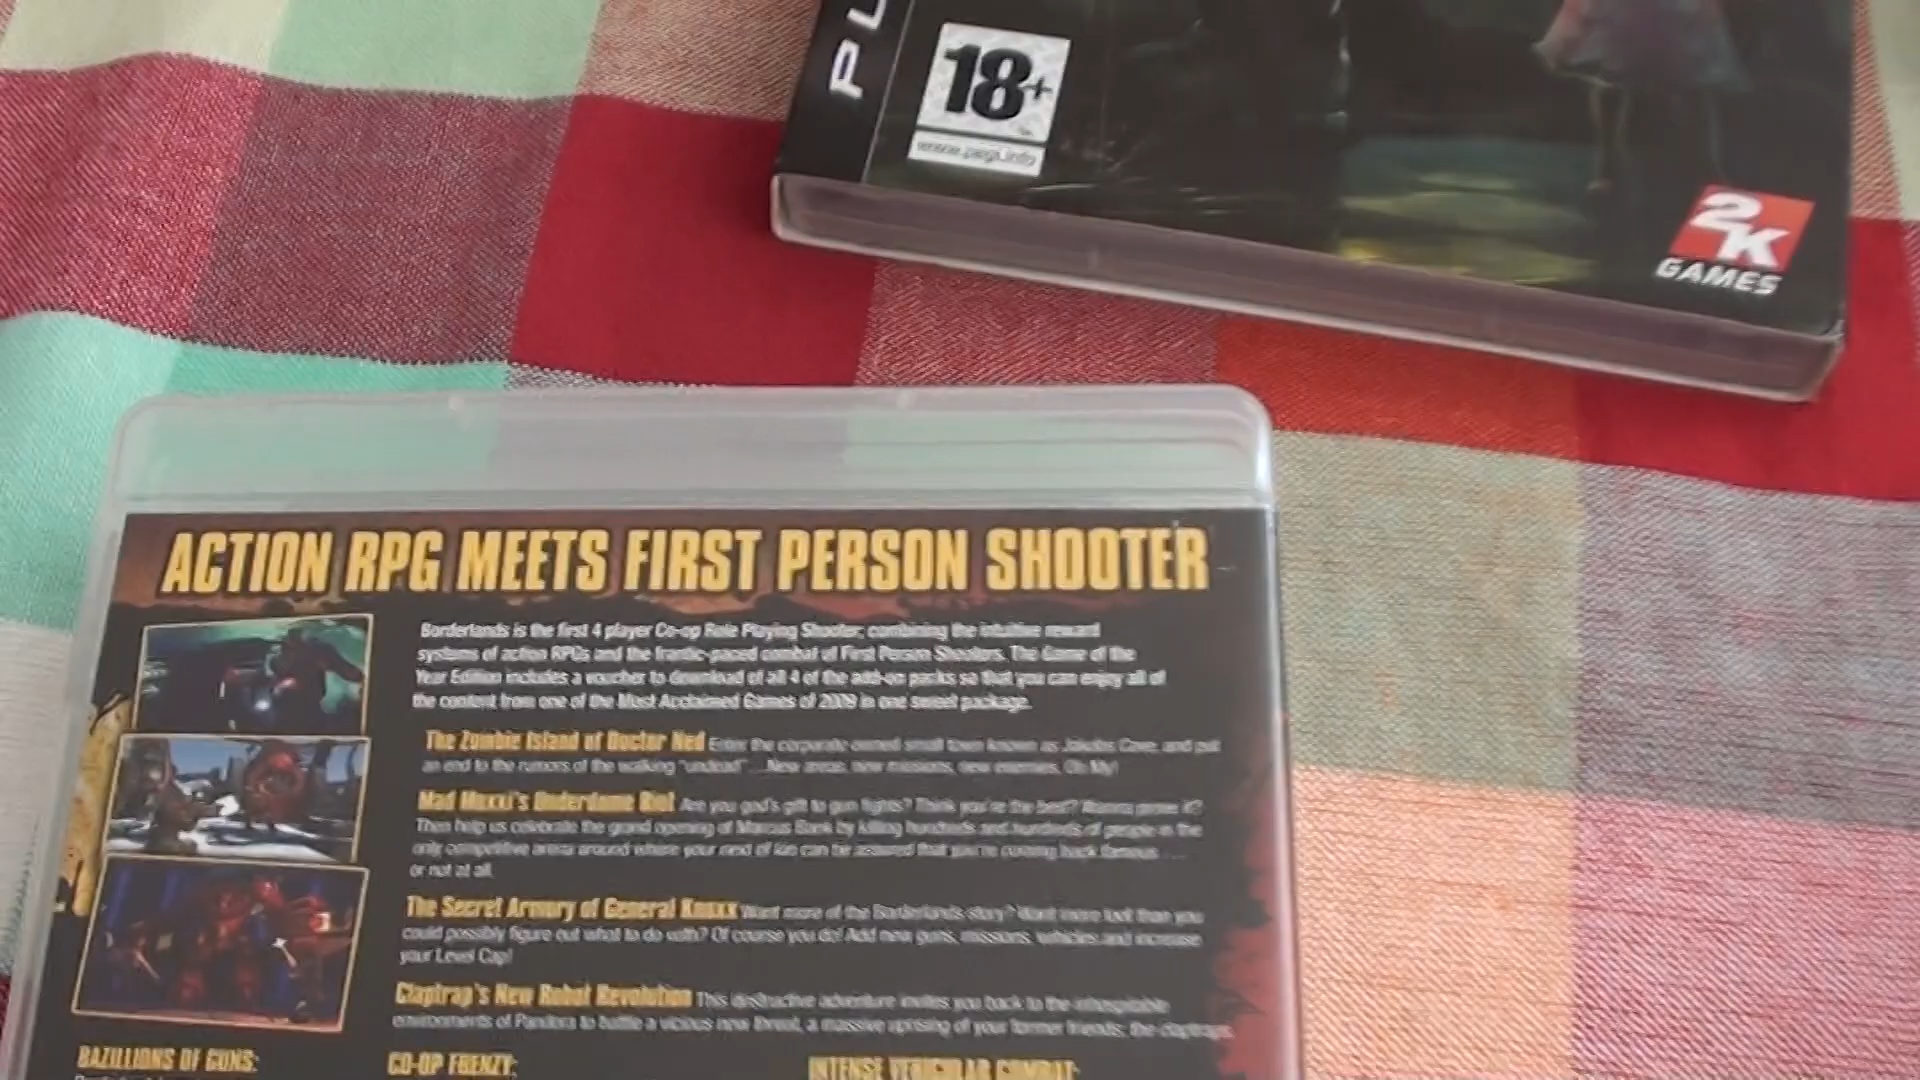 PL
18+
www.pegi.info
2K
GAMES
ACTION RPG MEETS FIRST PERSON SHOOTER
Borderlands is the first 4 player Co-op Role Playing Shooter, combining the intuitive reward
systems of action RPGs and the frantic-paced combat of First Person Shooters. The Game of the
Year Edition includes a voucher to download of all 4 of the add-on packs so that you can enjoy all of
the content from one of the Most Acclaimed Games of 2009 in one sweet package.
The Zombie Island of Doctor Ned Enter the corporate owned small town known as Jakobs Cove, and put
an end to the rumors of the walking "undead" ... New areas, new missions, new enemies, Oh My!
Mad Moxxi's Underdome Riot Are you god's gift to gun fights? Think you're the best? Wanna prove it?
Then help us celebrate the grand opening of Marcus Bank by killing hundreds and hundreds of people in the
only competitive arena around where your next of kin can be assured that you're coming back famous ...
or not at all.
The Secret Armory of General Knoxx Want more of the Borderlands story? Want more loot than you
could possibly figure out what to do with? Of course you do! Add new guns, missions, vehicles and increase
your Level Cap!
Claptrap's New Robot Revolution This destructive adventure invites you back to the inhospitable
environments of Pandora to battle a vicious new threat, a massive uprising of your former friends, the claptraps.
BAZILLIONS OF GUNS:
CO-OP FRENZY:
INTENSE VEHICULAR COMBAT: